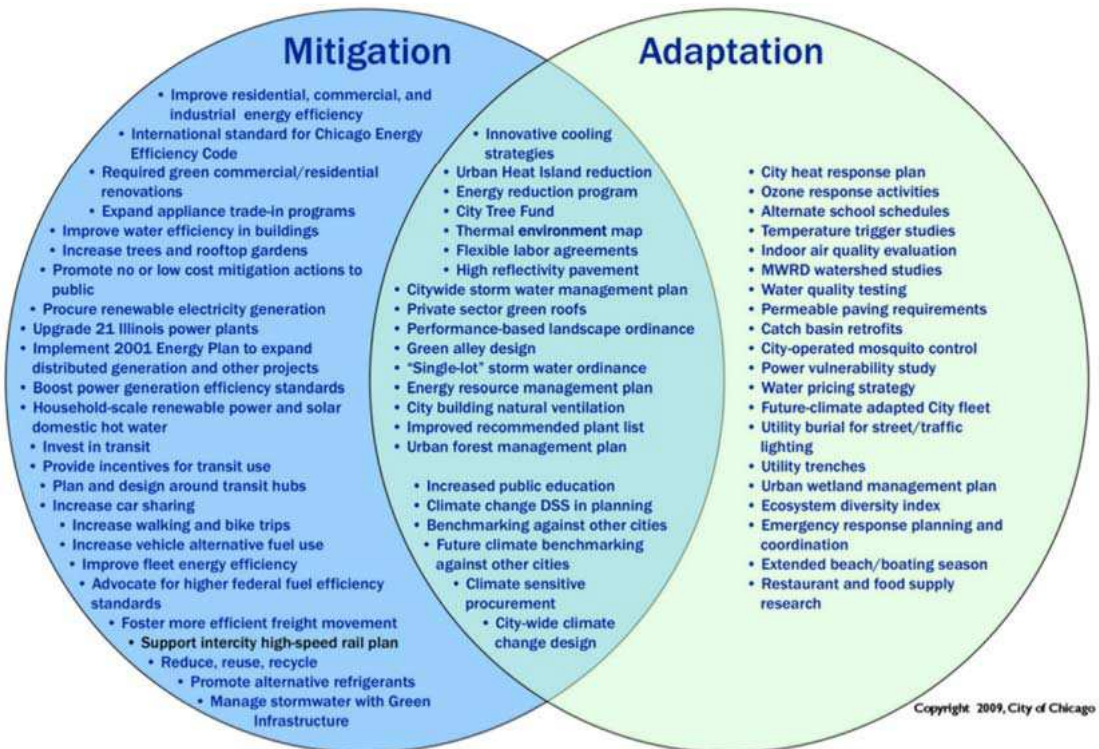 Mitigation
• Improve residential, commercial, and
industrial energy efficiency
• International standard for Chicago Energy
Efficiency Code
• Required green commercial/residential
renovations
• Expand appliance trade-in programs
• Improve water efficiency in buildings
• Increase trees and rooftop gardens
• Promote no or low cost mitigation actions to
public
• Procure renewable electricity generation
• Upgrade 21 Illinois power plants
• Implement 2001 Energy Plan to expand
distributed generation and other projects
• Boost power generation efficiency standards
• Household-scale renewable power and solar
domestic hot water
• Invest in transit
• Provide incentives for transit use
• Plan and design around transit hubs
• Increase car sharing
• Increase walking and bike trips
• Increase vehicle alternative fuel use
• Improve fleet energy efficiency
• Advocate for higher federal fuel efficiency
standards
• Foster more efficient freight movement
• Support intercity high-speed rail plan
• Reduce, reuse, recycle
• Promote alternative refrigerants
• Manage stormwater with Green
Infrastructure
• Innovative cooling
strategies
• Urban Heat Island reduction
• Energy reduction program
• City Tree Fund
• Thermal environment map
• Flexible labor agreements
• High reflectivity pavement
• Citywide storm water management plan
• Private sector green roofs
• Performance-based landscape ordinance
• Green alley design
• “Single-lot” storm water ordinance
• Energy resource management plan
• City building natural ventilation
• Improved recommended plant list
• Urban forest management plan
• Increased public education
• Climate change DSS in planning
• Benchmarking against other cities
• Future climate benchmarking
against other cities
• Climate sensitive
procurement
• City-wide climate
change design
Adaptation
• City heat response plan
• Ozone response activities
• Alternate school schedules
• Temperature trigger studies
• Indoor air quality evaluation
• MWRD watershed studies
• Water quality testing
• Permeable paving requirements
• Catch basin retrofits
• City-operated mosquito control
• Power vulnerability study
• Water pricing strategy
• Future-climate adapted City fleet
• Utility burial for street/traffic
lighting
• Utility trenches
• Urban wetland management plan
• Ecosystem diversity index
• Emergency response planning and
coordination
• Extended beach/boating season
• Restaurant and food supply
research
Copyright 2009, City of Chicago